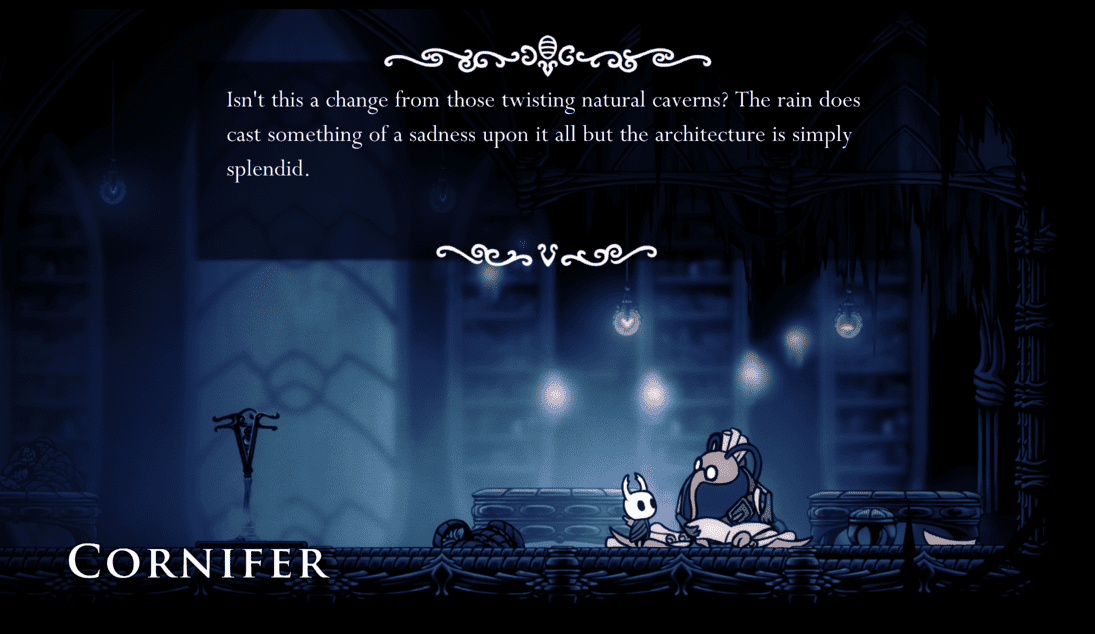 Isn't this a change from those twisting natural caverns? The rain does
cast something of a sadness upon it all but the architecture is simply
splendid.
CORNIFER